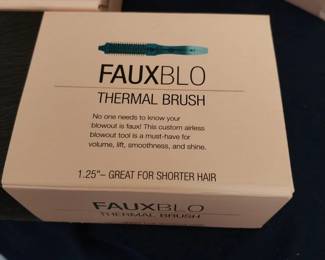 FAUXBLO
THERMAL BRUSH
No one needs to know your
blowout is faux! This custom airless
blowout tool is a must-have for
volume, lift, smoothness, and shine.
1.25"– GREAT FOR SHORTER HAIR
FAUXBLO
THERMAL BRUSH